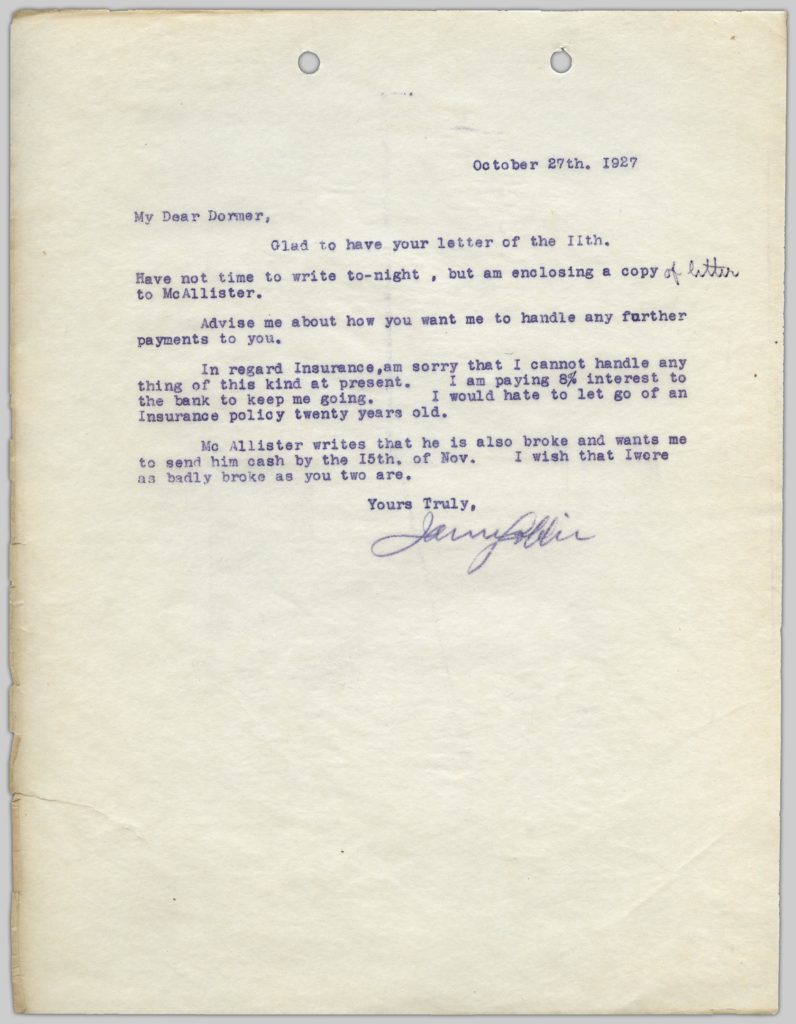 October 27th. 1927
My Dear Dormer,
Glad to have your letter of the IIth.
Have not time to write to-night , but am enclosing a copy of letter
to McAllister.
Advise me about how you want me to handle any further
payments to you.
In regard Insurance,am sorry that I cannot handle any
thing of this kind at present. I am paying 8% interest to
the bank to keep me going. I would hate to let go of an
Insurance policy twenty years old.
Mc Allister writes that he is also broke and wants me
to send him cash by the I5th. of Nov. I wish that Iwore
as badly broke as you two are.
Yours Truly,